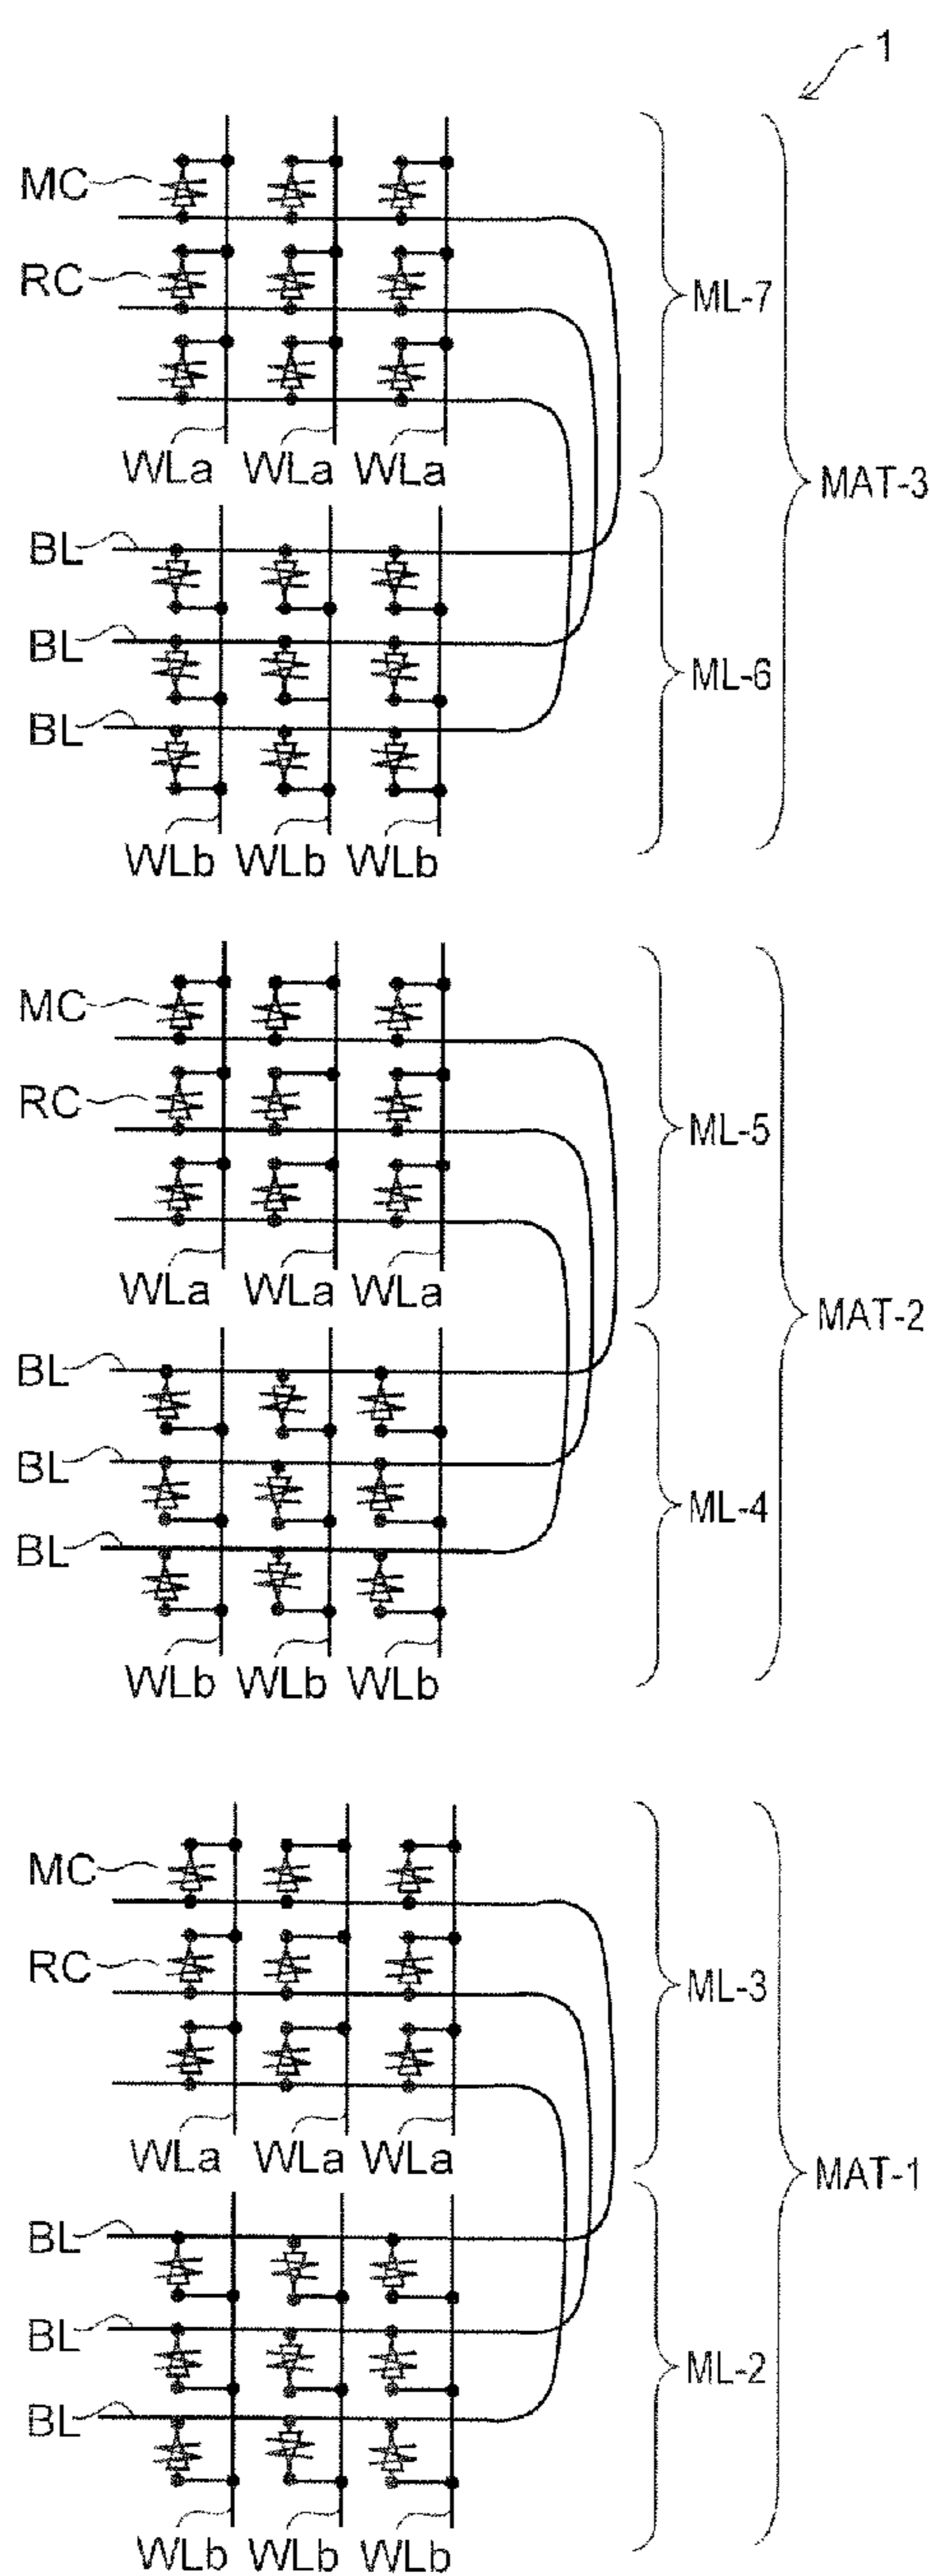 1
MC
RC
ML-7
WLa WLa WLa
MAT-3
BL
BL
ML-6
BL
WLb WLb WLb
MC
RC
ML-5
WLa WLa WLa
MAT-2
BL
BL
ML-4
BL
WLb WLb WLb
MC
RC
ML-3
WLa WLa WLa
MAT-1
BL
BL
ML-2
BL
WLb WLb WLb